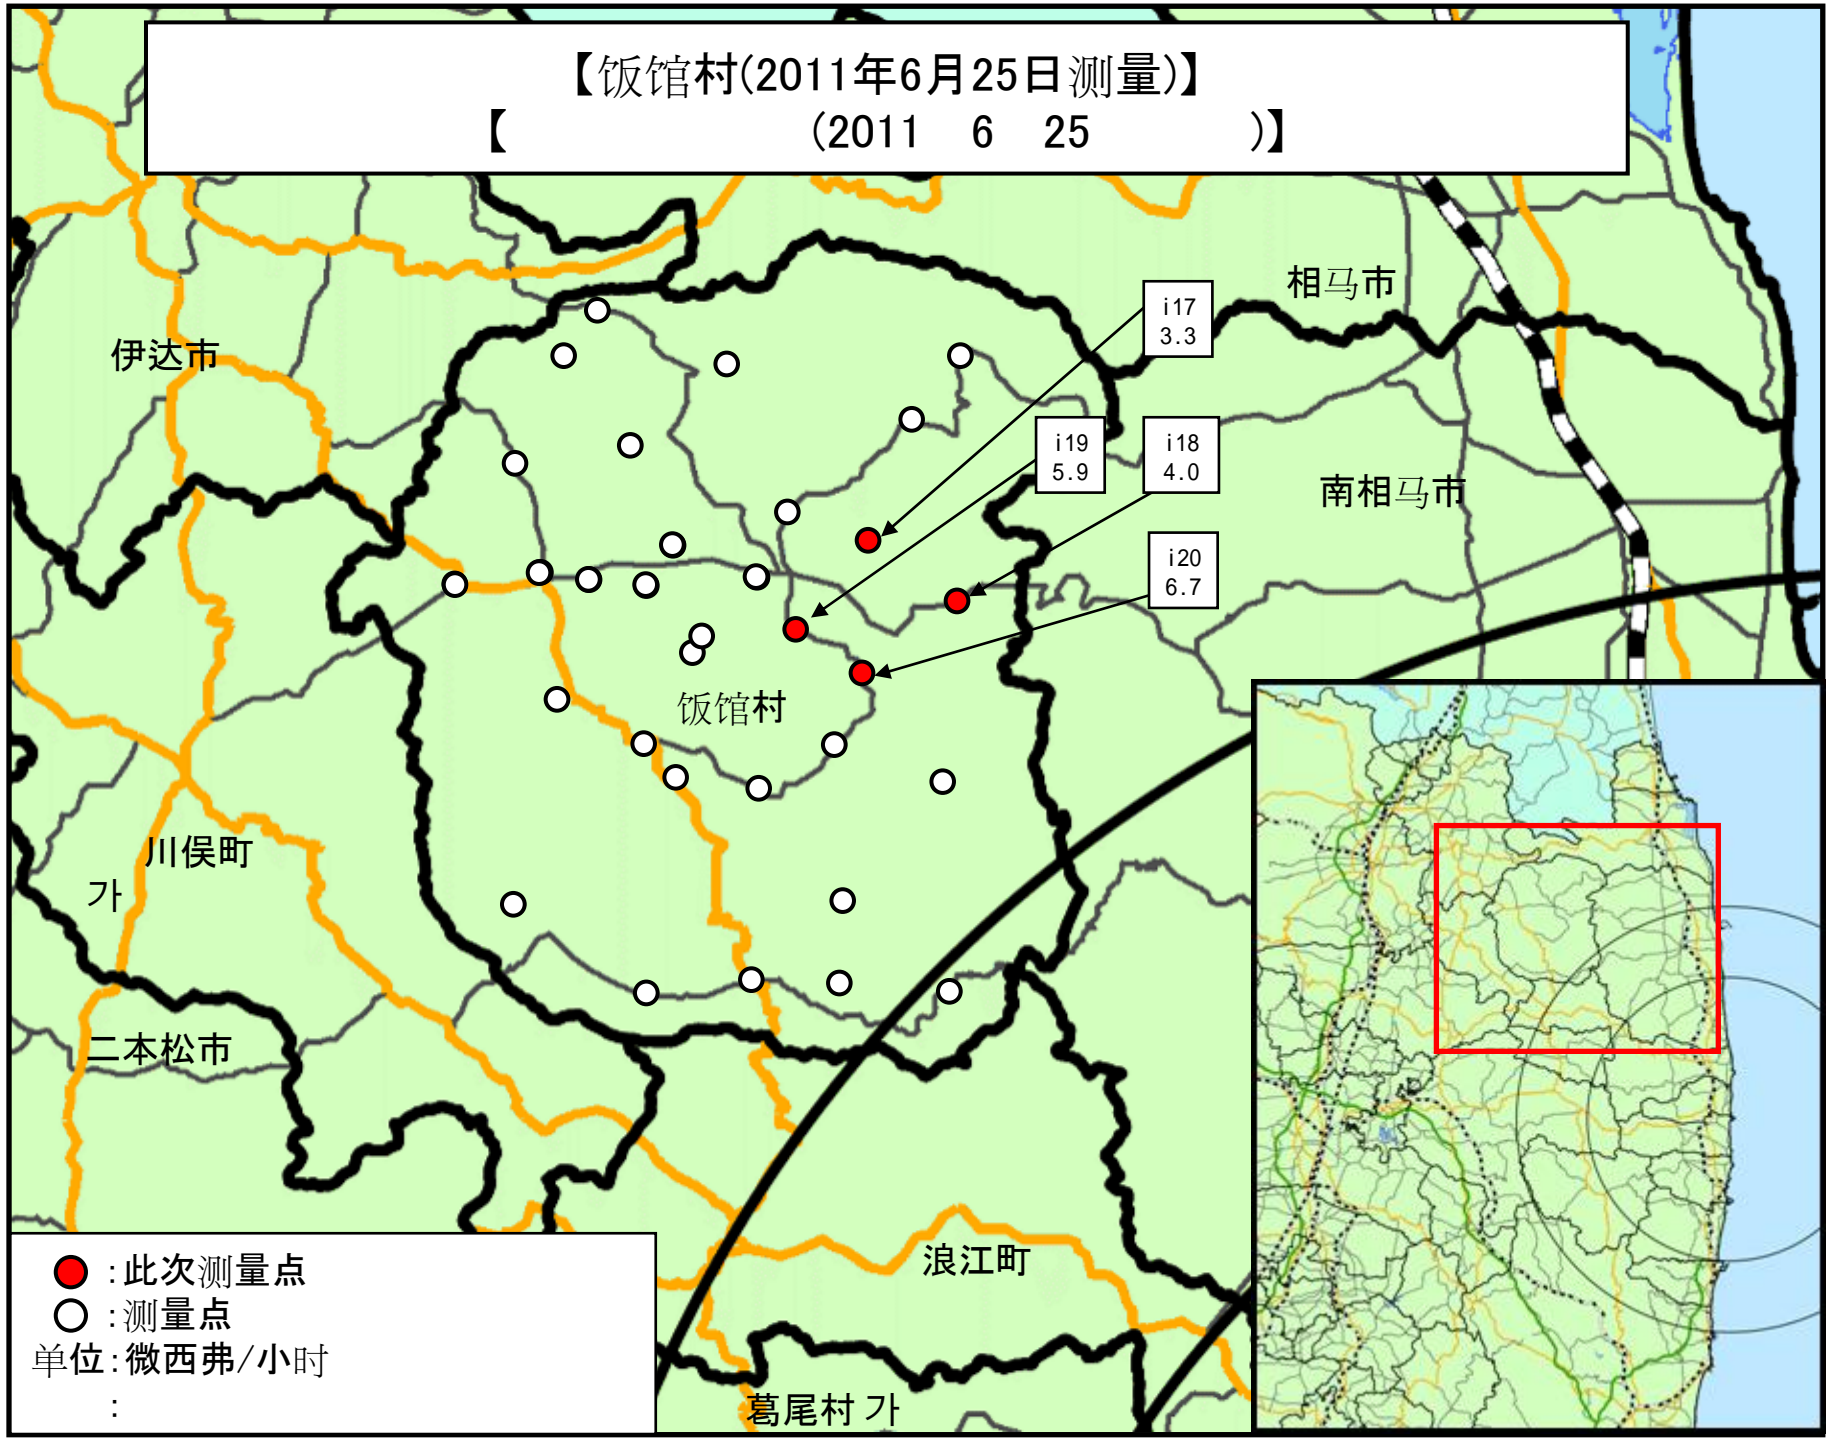 【饭馆村(2011年6月25日测量)】
【 (2011 6 25 )】
相马市
i17
3.3
伊达市
i19
5.9
i18
4.0
南相马市
i20
6.7
饭馆村
川俣町
가
二本松市
浪江町
:此次测量点
:测量点
单位:微西弗/小时
:
葛尾村 가